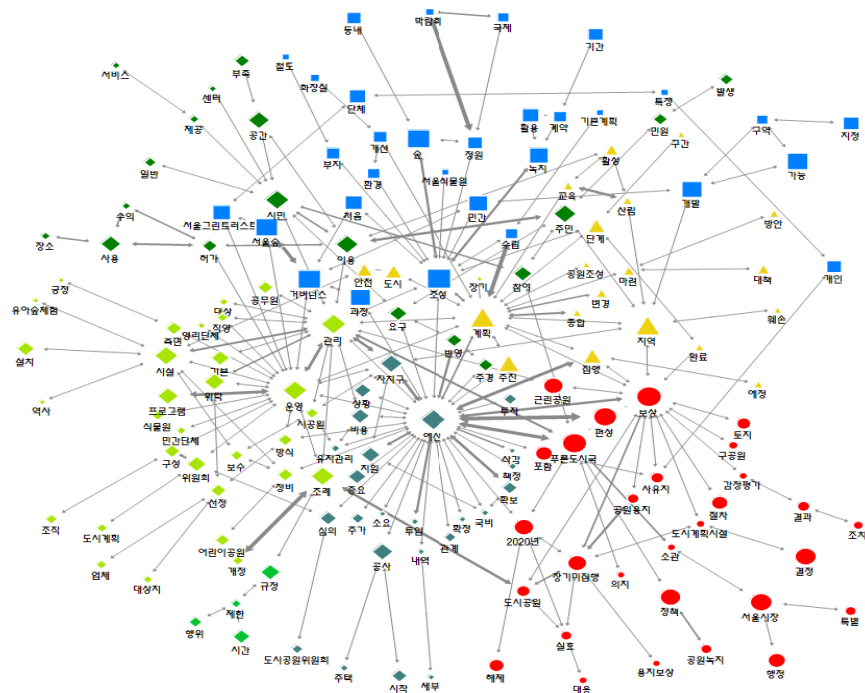 동네
박람회
국제
기간
서비스
부족
철도
화장실
센터
단체
특정
발생
제공
공간
개선
숲
정원
활용
계약
기본계획
민원
구간
구역
지정
일반
부지
환경
서울식물원
녹지
활성
가능
수익
시민
교육
산림
개발
서울그린트러스트
서울숲
처음
민간
주민
단계
방안
장소
사용
허가
이용
수립
긍정
거버넌스
안전
도시
조성
장기
참여
공원조성
마련
대책
개인
유아숲체험
공무원
과정
변경
대상
직영
영리단체
측면
관리
요구
계획
종합
지역
훼손
설치
시설
기부
반영
완료
자치구
주경
추진
집행
예정
역사
프로그램
위탁
운영
상황
투자
근린공원
보상
식물원
시공원
비용
예산
편성
토지
민간단체
방식
유지관리
식감
포함
푸른도시국
구공원
구성
위원회
보수
정비
지원
책정
사유지
감정평가
조례
중요
확보
공원용지
절차
결과
조직
도시계획
선정
심의
추가
소요
투입
확정
국비
도시계획시설
조치
어린이공원
관계
2020년
소관
업체
개정
공사
내역
장기미집행
결정
대상지
규정
의지
제한
도시공원
정책
서울시장
특별
행위
시간
실효
도시공원위원회
주택
시작
세부
해제
대응
용지보상
공원녹지
행정